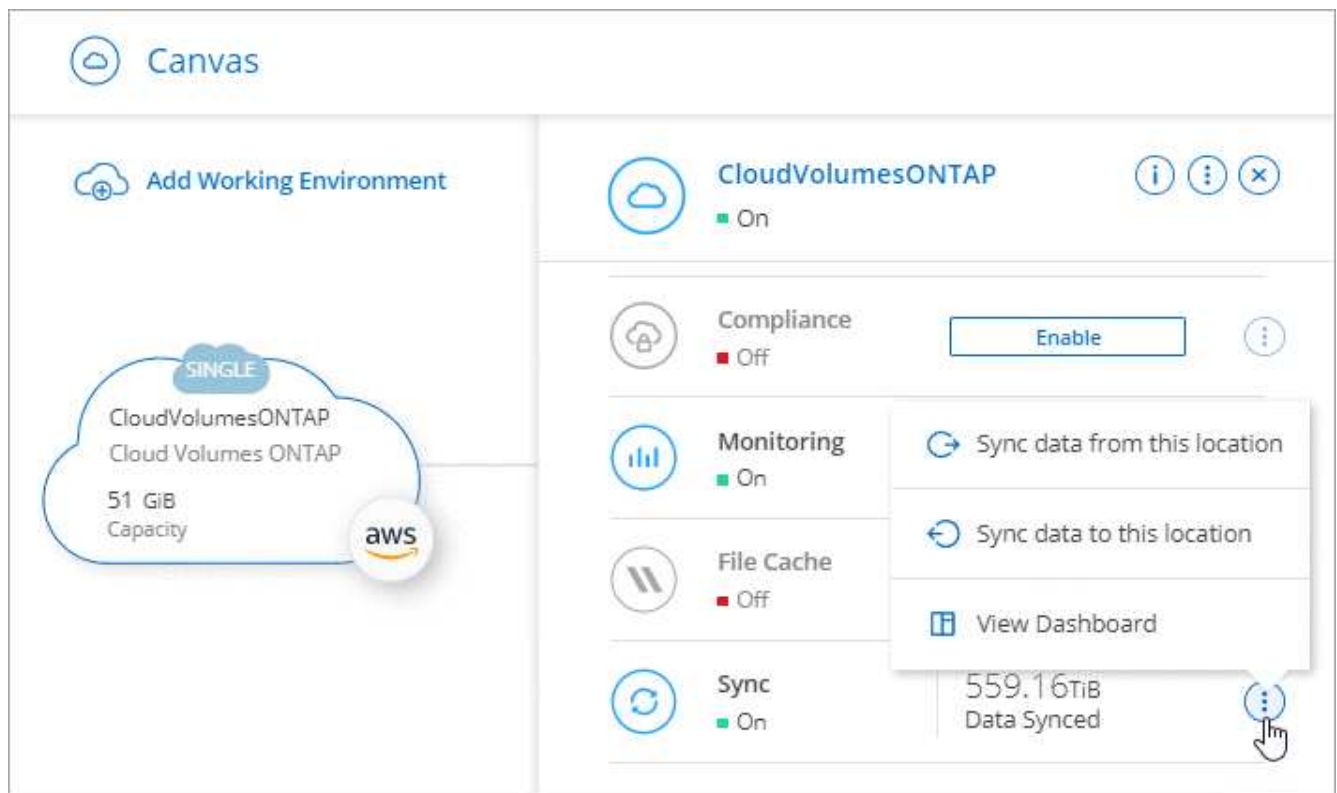 Canvas
Add Working Environment
SINGLE
CloudVolumesONTAP
Cloud Volumes ONTAP
51 GiB
Capacity
aws
CloudVolumesONTAP
On
Compliance
Off
Enable
Monitoring
On
File Cache
Off
Sync
On
559.16TiB
Data Synced
Sync data from this location
Sync data to this location
View Dashboard